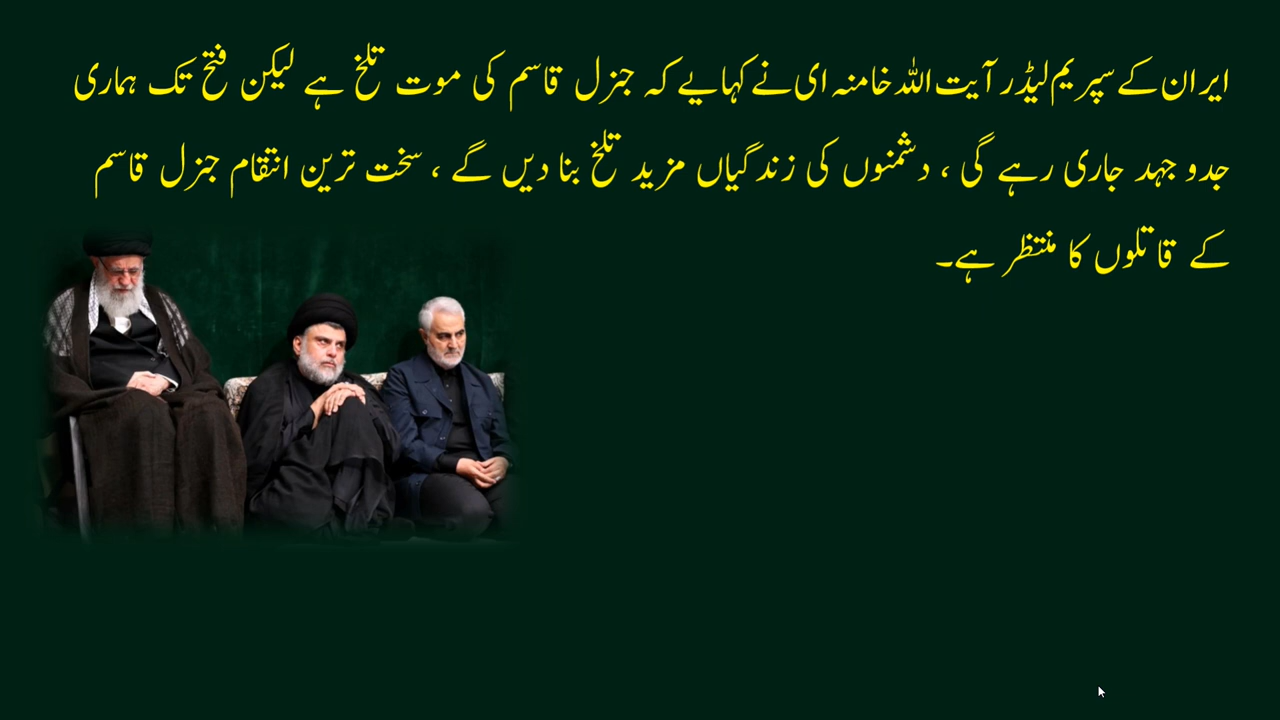 ایران کے سپریم لیڈر آیت اللہ خامنہ ای نے کہا یے کہ جنرل قاسم کی موت تلخ ہے لیکن فتح تک ہماری
جدو جہد جاری رہے گی ، دشمنوں کی زندگیاں مزید تلخ بنا دیں گے ، سخت ترین انتقام جنرل قاسم
کے قاتلوں کا منتظر ہے۔